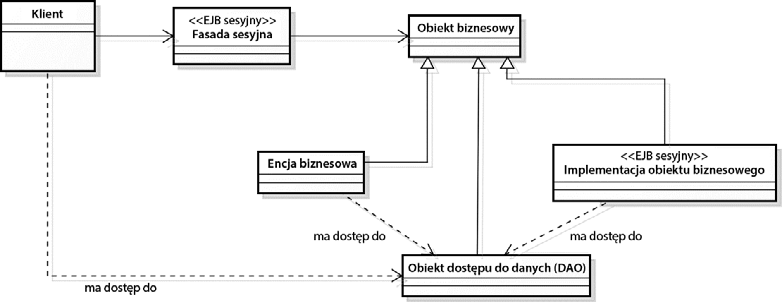 Klient
<<EJB sesyjny>>
Fasada sesyjna
Obiekt biznesowy
Encja biznesowa
<<EJB sesyjny>>
Implementacja obiektu biznesowego
ma dostęp do
ma dostęp do
Obiekt dostępu do danych (DAO)
ma dostęp do